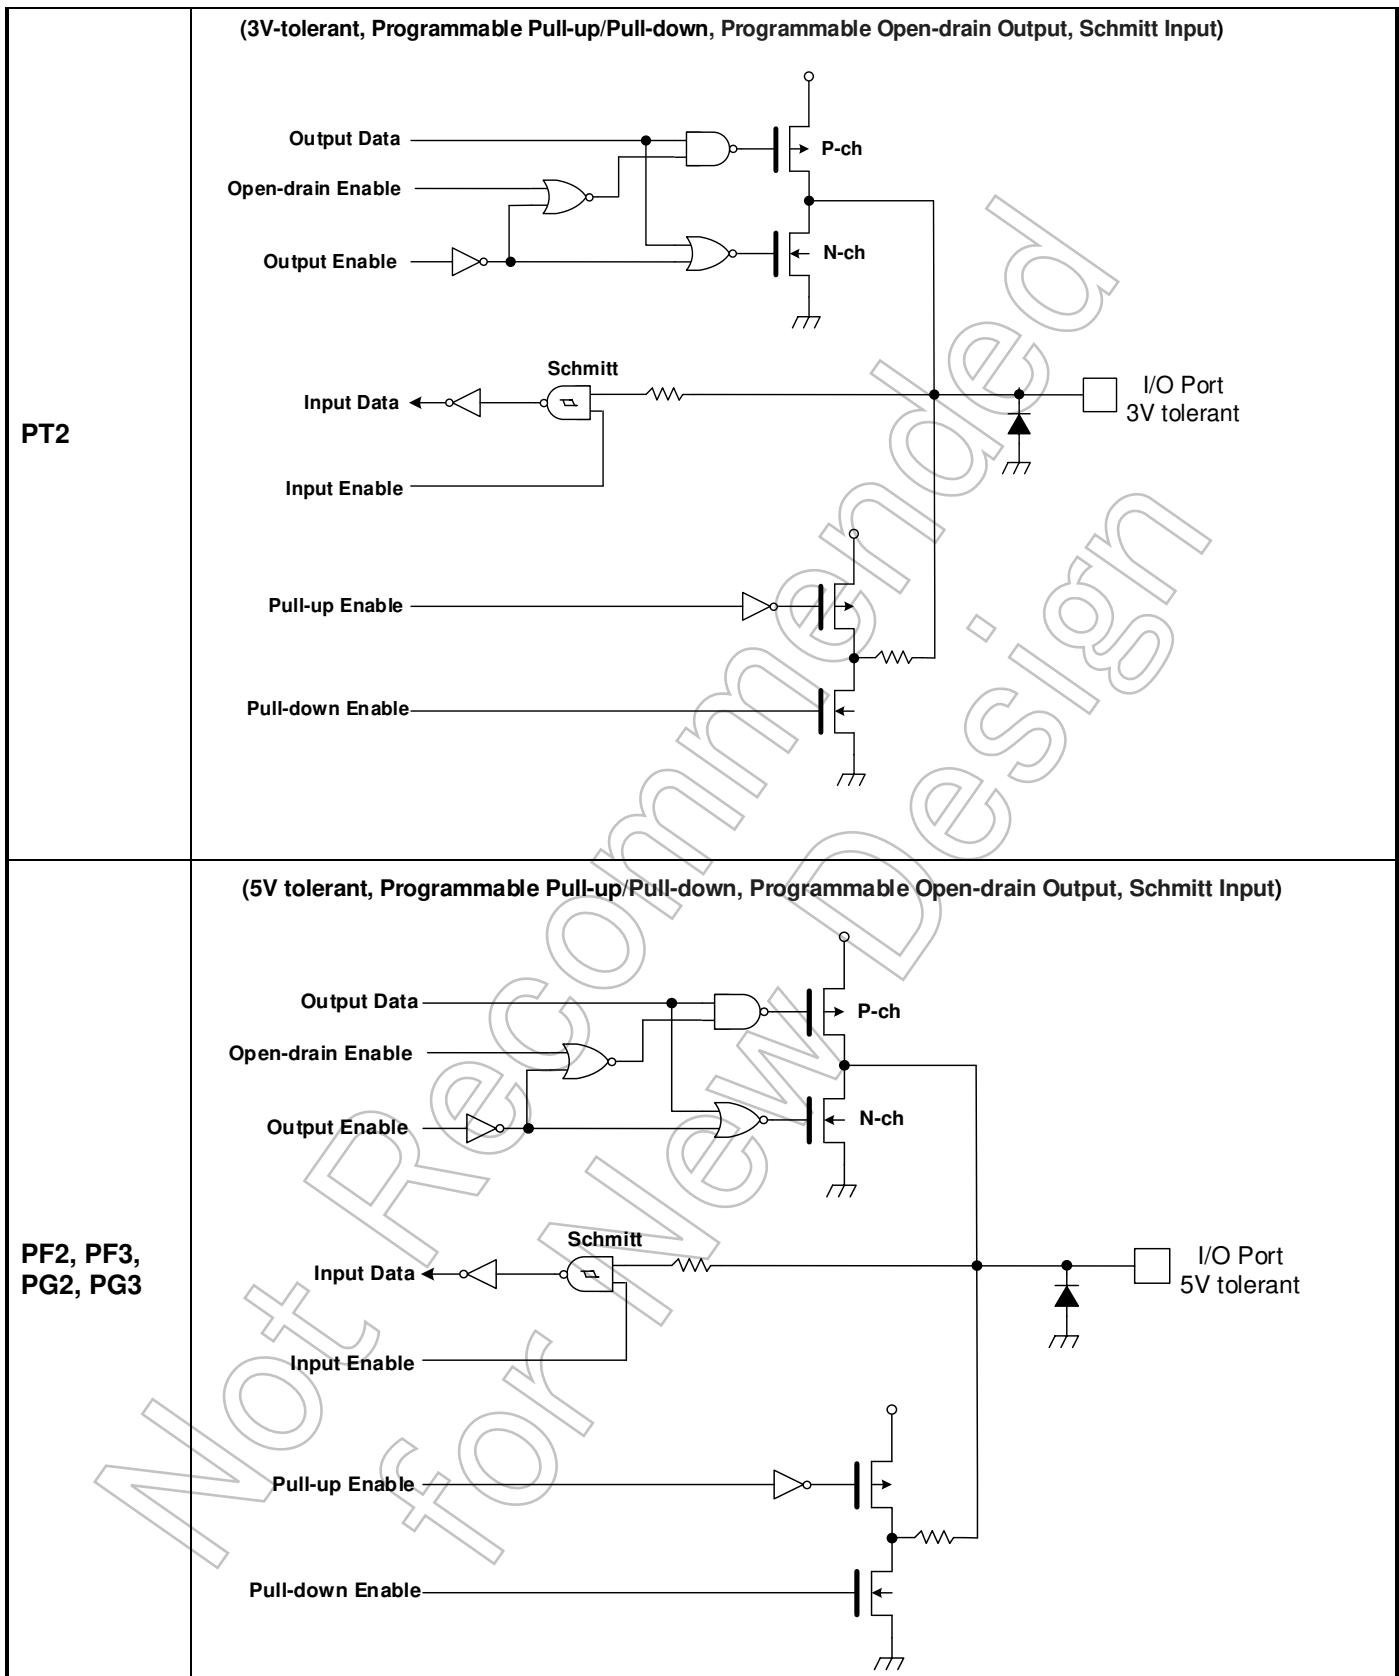 (3V-tolerant, Programmable Pull-up/Pull-down, Programmable Open-drain Output, Schmitt Input)
Output Data
P-ch
Open-drain Enable
Output Enable
N-ch
Schmitt
Input Data
I/O Port
3V tolerant
PT2
Input Enable
Pull-up Enable
Pull-down Enable
(5V tolerant, Programmable Pull-up/Pull-down, Programmable Open-drain Output, Schmitt Input)
Output Data
P-ch
Open-drain Enable
Output Enable
N-ch
Schmitt
PF2, PF3,
PG2, PG3
Input Data
I/O Port
5V tolerant
Input Enable
Pull-up Enable
Pull-down Enable
Not Recommended
for New Design